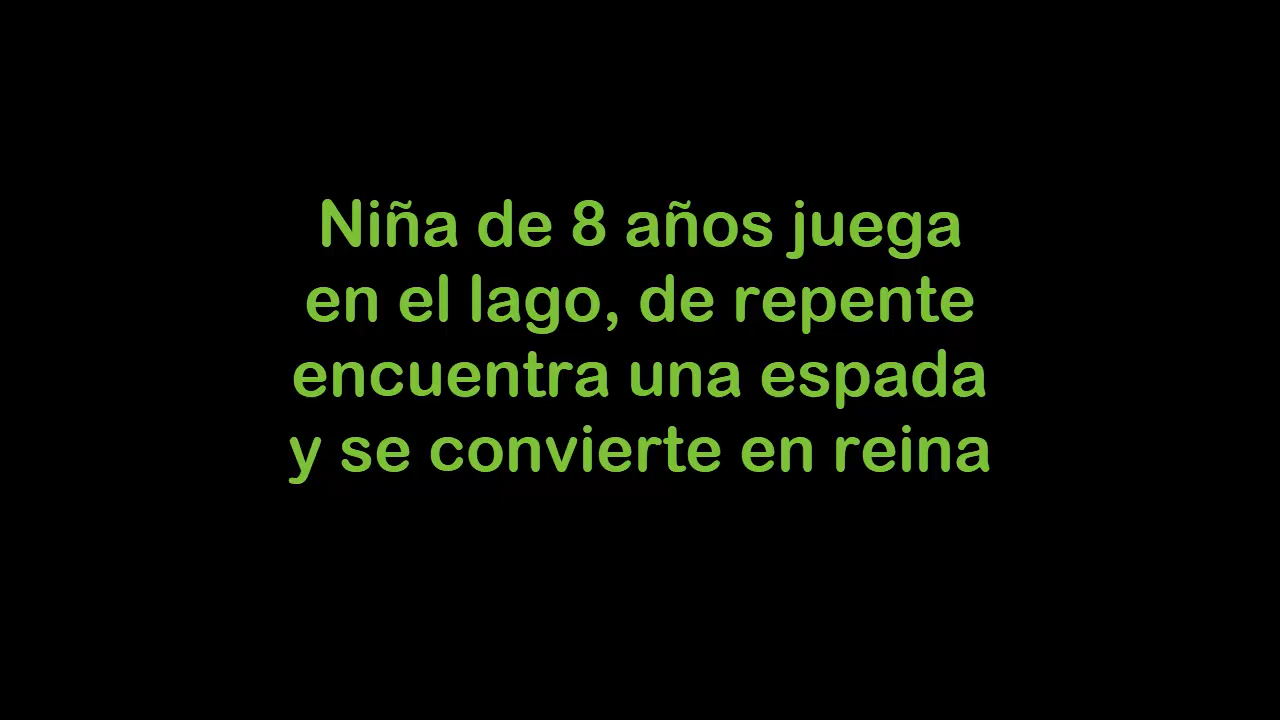 Niña de 8 años juega
en el lago, de repente
encuentra una espada
y se convierte en reina